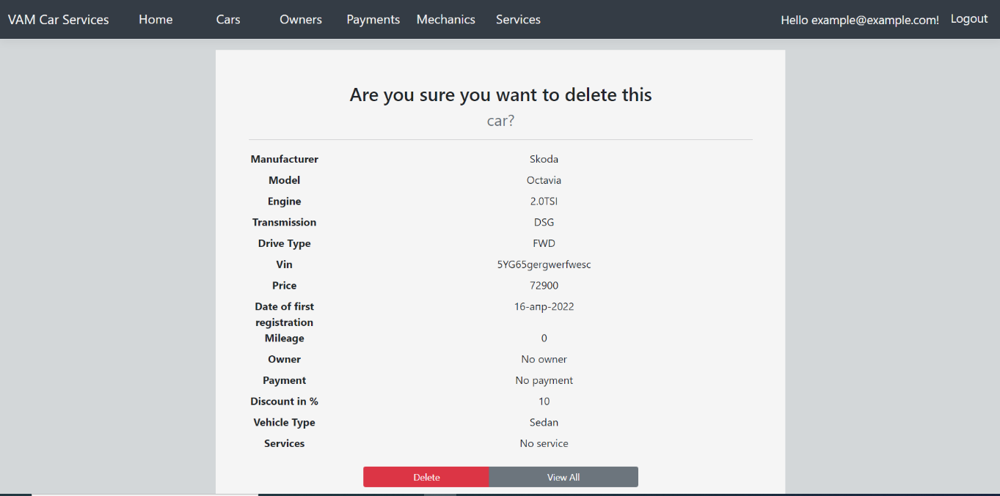 VAM Car Services Home Cars Owners Payments Mechanics Services Hello example@example.com! Logout
Are you sure you want to delete this
car?
Manufacturer Skoda
Model Octavia
Engine 2.0TSI
Transmission DSG
Drive Type FWD
Vin 5YG65gergwerfwesc
Price 72900
Date of first 16-апр-2022
registration
Mileage 0
Owner No owner
Payment No payment
Discount in % 10
Vehicle Type Sedan
Services No service
Delete View All